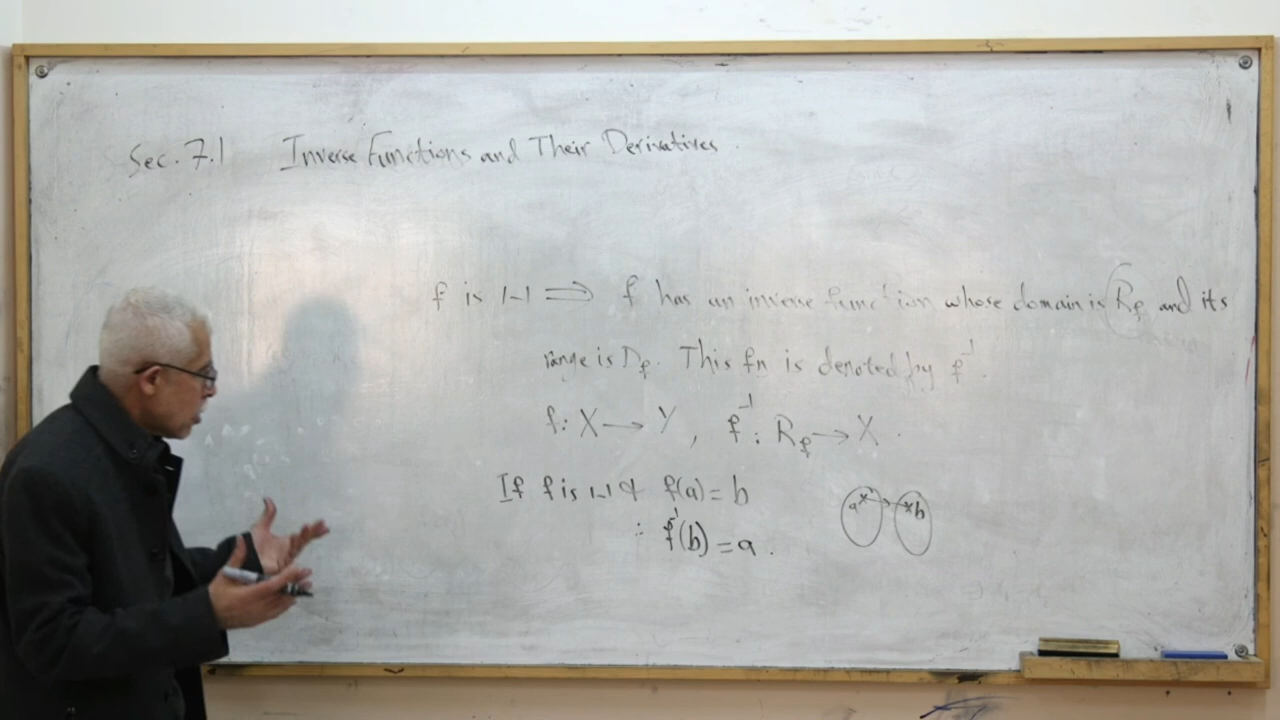 Sec. 7.1 Inverse Functions and Their Derivatives.
f is 1-1 ⇒ f has an inverse function whose domain is R_f and its
range is D_f. This fn is denoted by f⁻¹.
f: X → Y, f⁻¹: R_f → X.
If f is 1-1 & f(a) = b
∴ f⁻¹(b) = a.
a x → x b